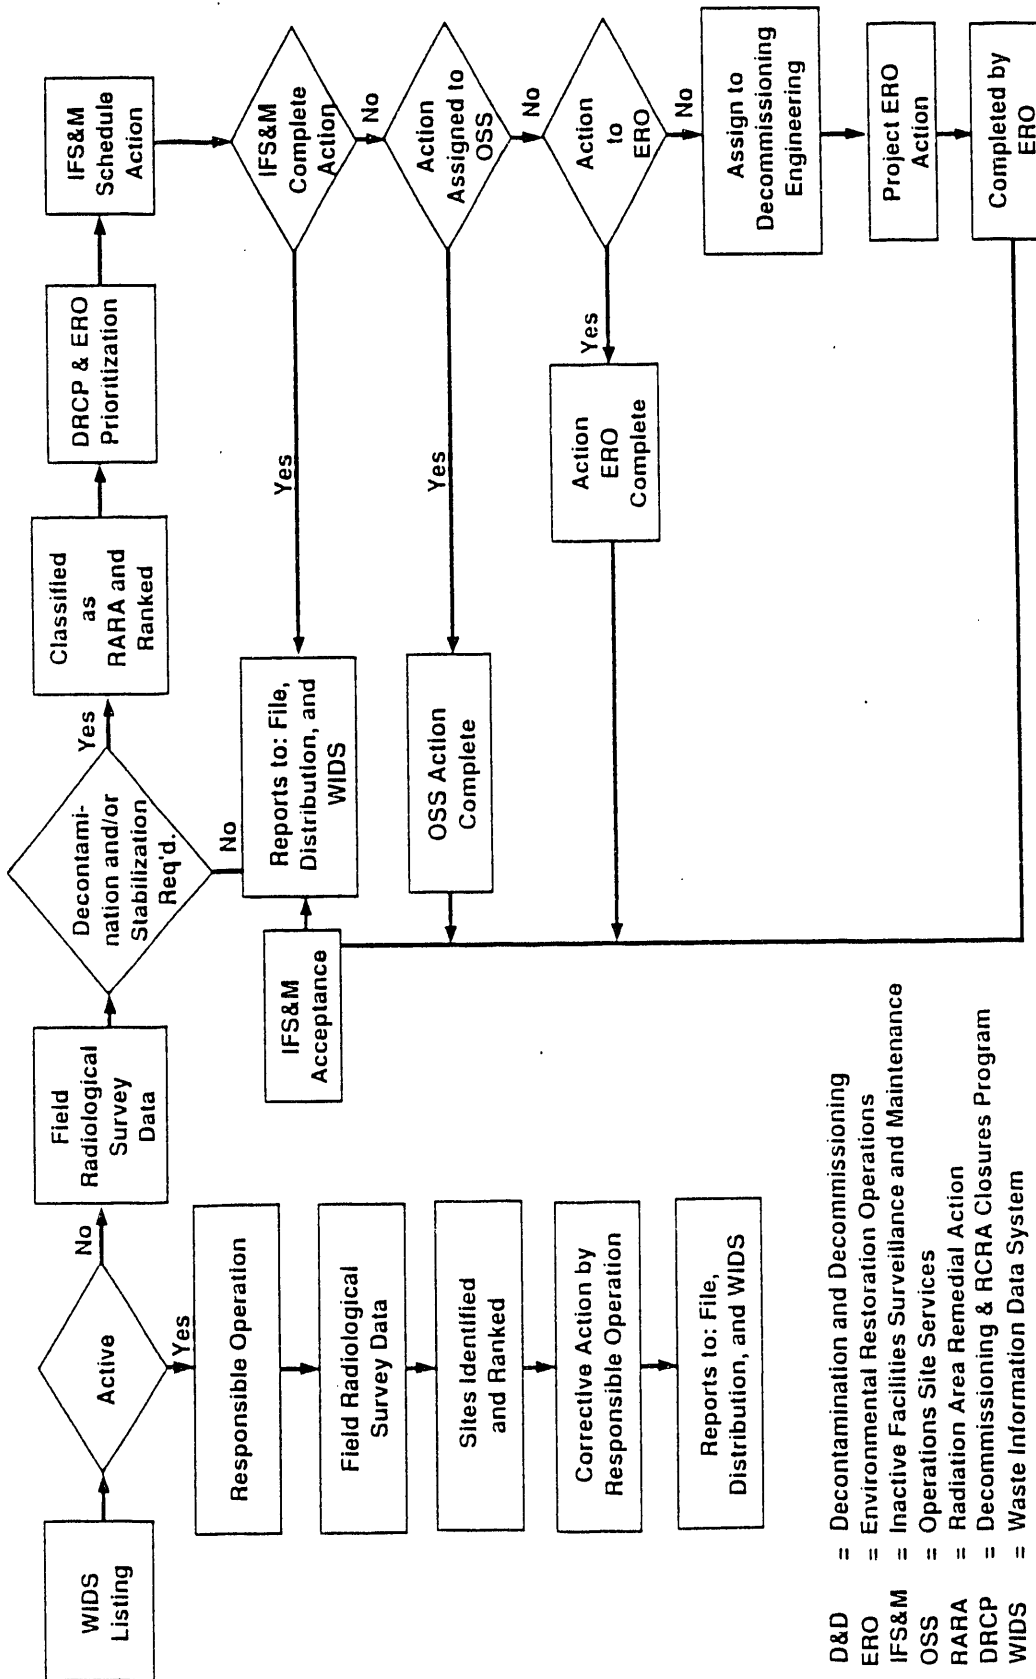 WIDS
Listing
Active
No
Yes
Field
Radiological
Survey
Data
Decontami-
nation and/or
Stabilization
Req'd.
Yes
No
Classified
as
RARA and
Ranked
DRCP & ERO
Prioritization
IFS&M
Schedule
Action
Responsible Operation
Field Radiological
Survey Data
Sites Identified
and Ranked
Corrective Action by
Responsible Operation
Reports to: File,
Distribution, and WIDS
IFS&M
Acceptance
Reports to: File,
Distribution, and
WIDS
Yes
IFS&M
Complete
Action
No
OSS Action
Complete
Yes
Action
Assigned to
OSS
No
Action
ERO
Complete
Yes
Action
to
ERO
No
Assign to
Decommissioning
Engineering
Project ERO
Action
Completed by
ERO
D&D = Decontamination and Decommissioning
ERO = Environmental Restoration Operations
IFS&M = Inactive Facilities Surveillance and Maintenance
OSS = Operations Site Services
RARA = Radiation Area Remedial Action
DRCP = Decommissioning & RCRA Closures Program
WIDS = Waste Information Data System